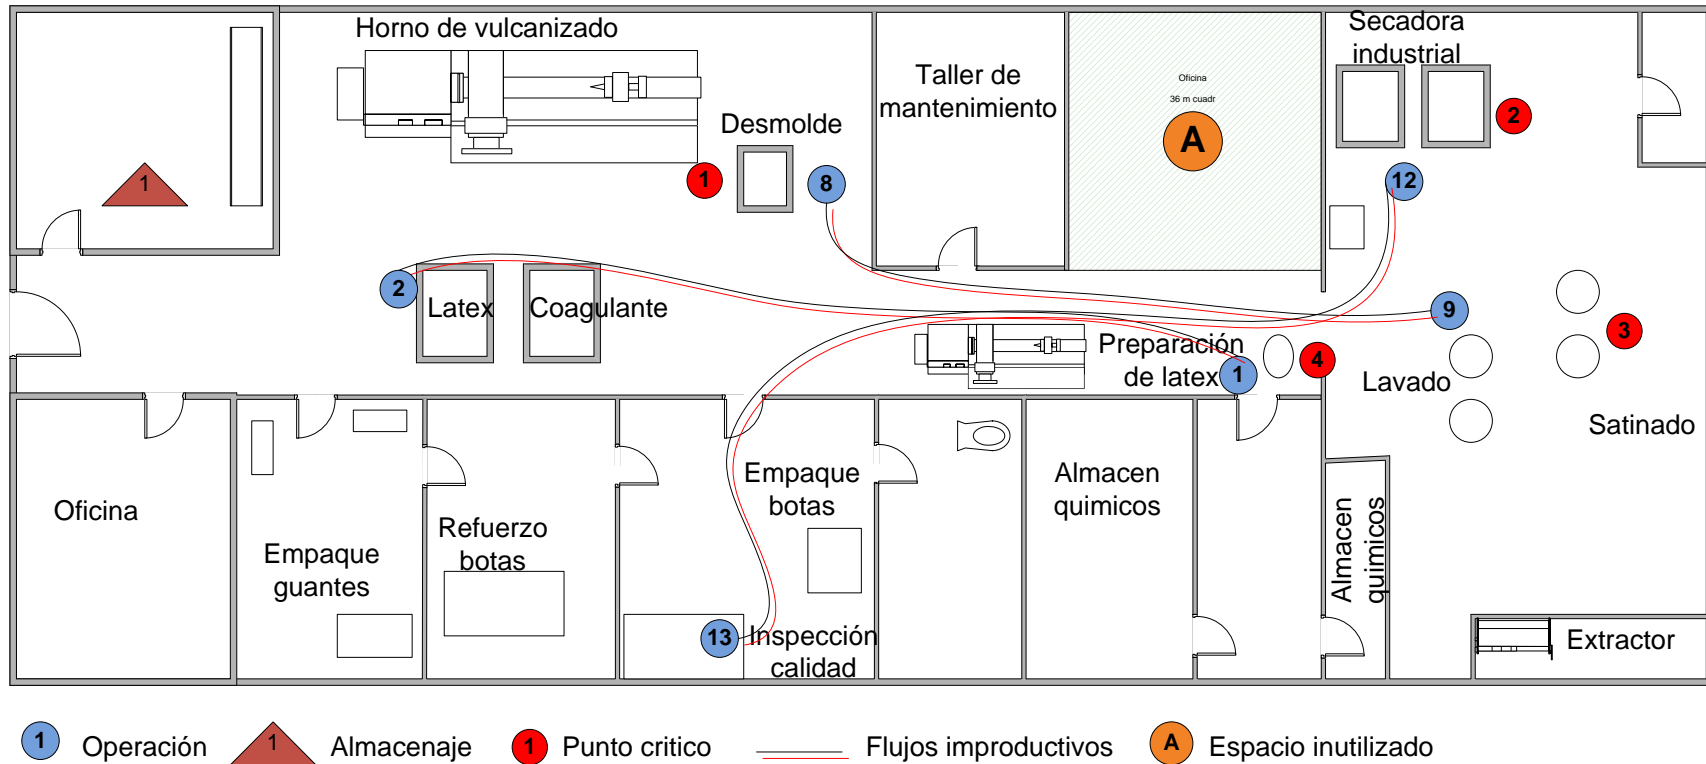 Horno de vulcanizado
Secadora
industrial
Taller de
mantenimiento
Oficina
36 m cuadr
A
Desmolde
2
1
1
8
12
2
Latex
Coagulante
9
3
Preparación
de latex
1
4
Lavado
Satinado
Oficina
Empaque
guantes
Refuerzo
botas
Empaque
botas
13
Inspección
calidad
Almacen
quimicos
Almacen
quimicos
Extractor
1 Operación
1 Almacenaje
1 Punto critico
Flujos improductivos
A Espacio inutilizado